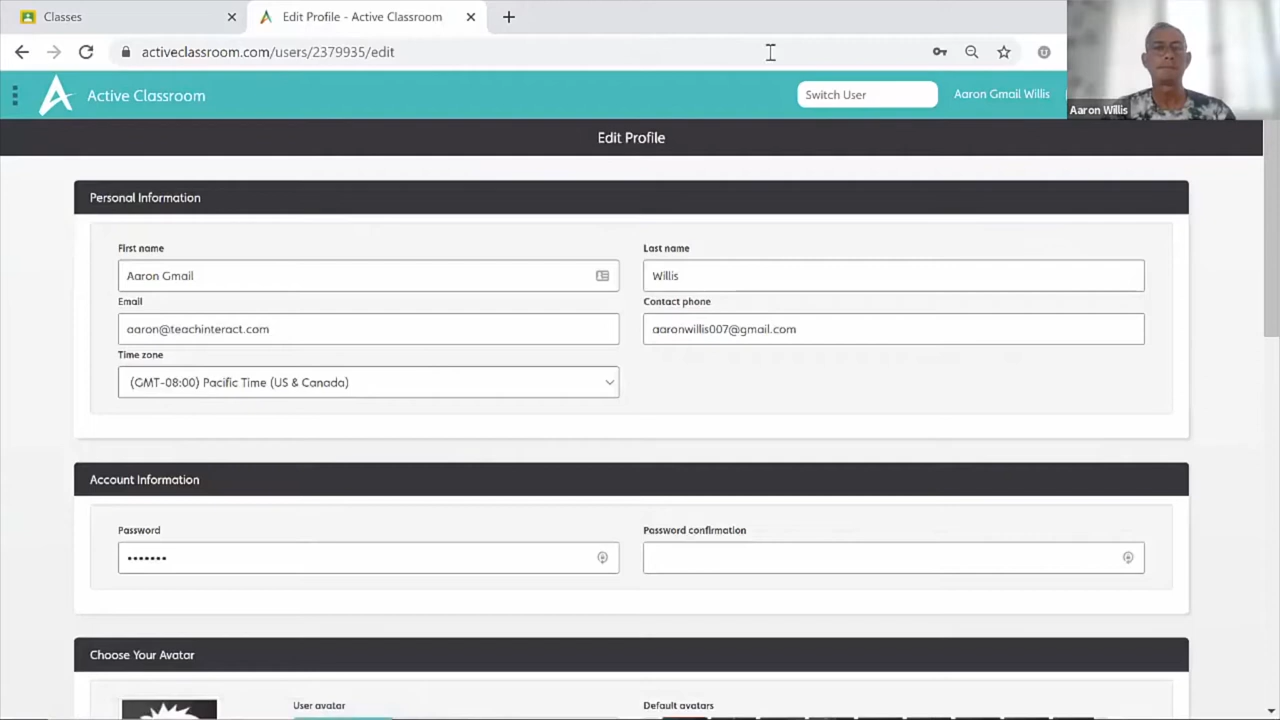 Classes
Edit Profile - Active Classroom
activeclassroom.com/users/2379935/edit
Active Classroom
Switch User
Aaron Gmail Willis
Aaron Willis
Edit Profile
Personal Information
First name
Last name
Aaron Gmail
Willis
Email
Contact phone
aaron@teachinteract.com
aaronwillis007@gmail.com
Time zone
(GMT-08:00) Pacific Time (US & Canada)
Account Information
Password
Password confirmation
•••••••
Choose Your Avatar
User avatar
Default avatars